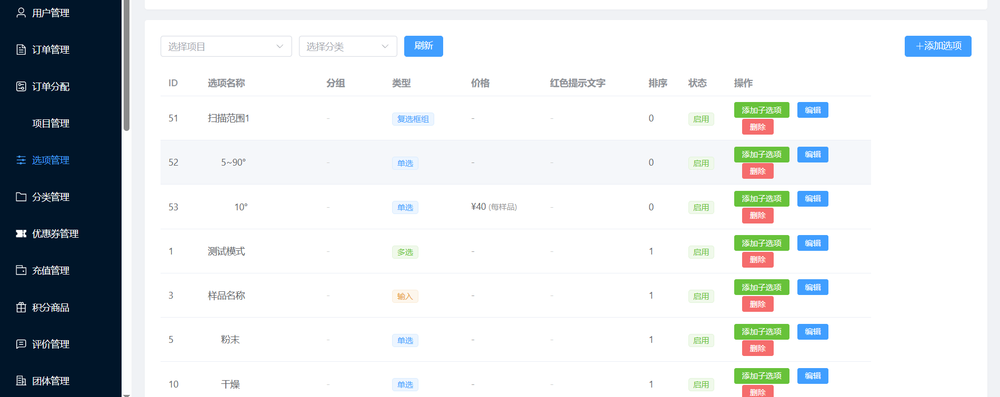 用户管理
订单管理
订单分配
项目管理
选项管理
分类管理
优惠券管理
充值管理
积分商品
评价管理
团体管理
选择项目 选择分类 刷新 +添加选项
ID 选项名称 分组 类型 价格 红色提示文字 排序 状态 操作
51 扫描范围1 - 复选框组 - - 0 启用 添加子选项 编辑
删除
52 5~90° - 单选 - - 0 启用 添加子选项 编辑
删除
53 10° - 单选 ¥40 (每样品) - 0 启用 添加子选项 编辑
删除
1 测试模式 - 多选 - - 1 启用 添加子选项 编辑
删除
3 样品名称 - 输入 - - 1 启用 添加子选项 编辑
删除
5 粉末 - 单选 - - 1 启用 添加子选项 编辑
删除
10 干燥 - 单选 - - 1 启用 添加子选项 编辑
删除